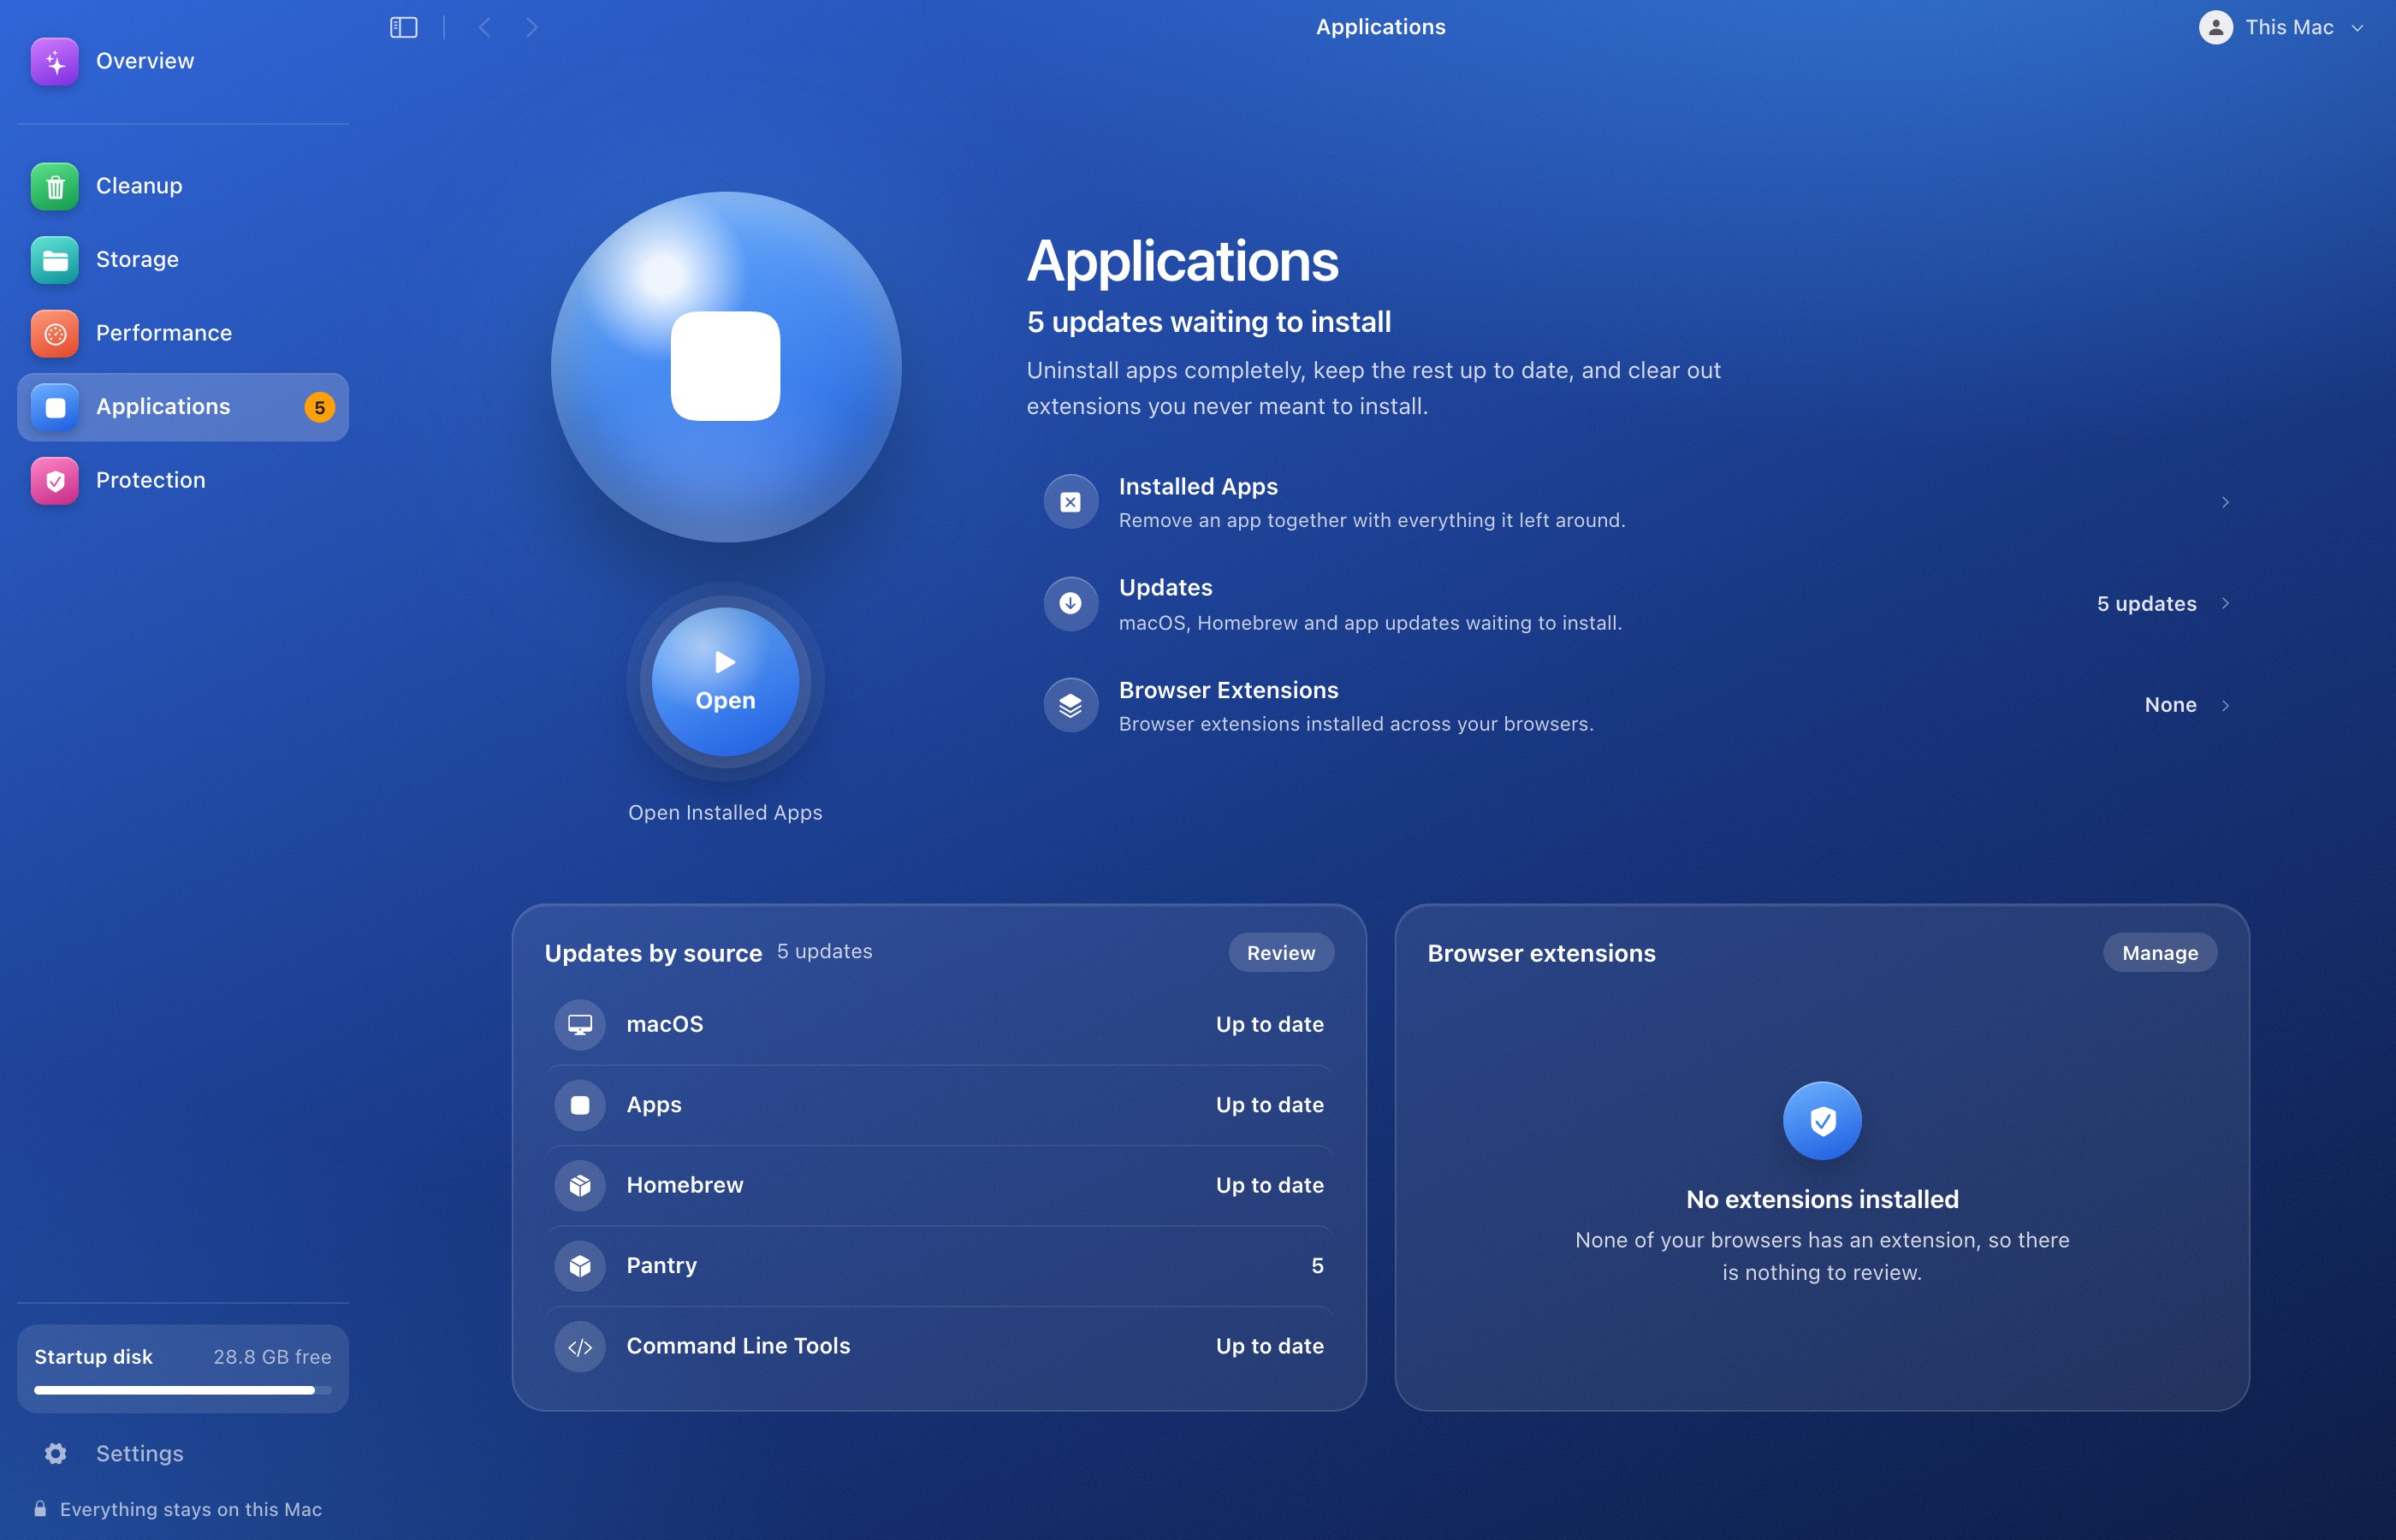 Applications
This Mac
Overview
Cleanup
Storage
Performance
Applications
5
Protection
Startup disk
28.8 GB free
Settings
Everything stays on this Mac
Open
Open Installed Apps
Applications
5 updates waiting to install
Uninstall apps completely, keep the rest up to date, and clear out
extensions you never meant to install.
Installed Apps
Remove an app together with everything it left around.
Updates
macOS, Homebrew and app updates waiting to install.
5 updates
Browser Extensions
Browser extensions installed across your browsers.
None
Updates by source
5 updates
Review
macOS
Up to date
Apps
Up to date
Homebrew
Up to date
Pantry
5
Command Line Tools
Up to date
Browser extensions
Manage
No extensions installed
None of your browsers has an extension, so there
is nothing to review.